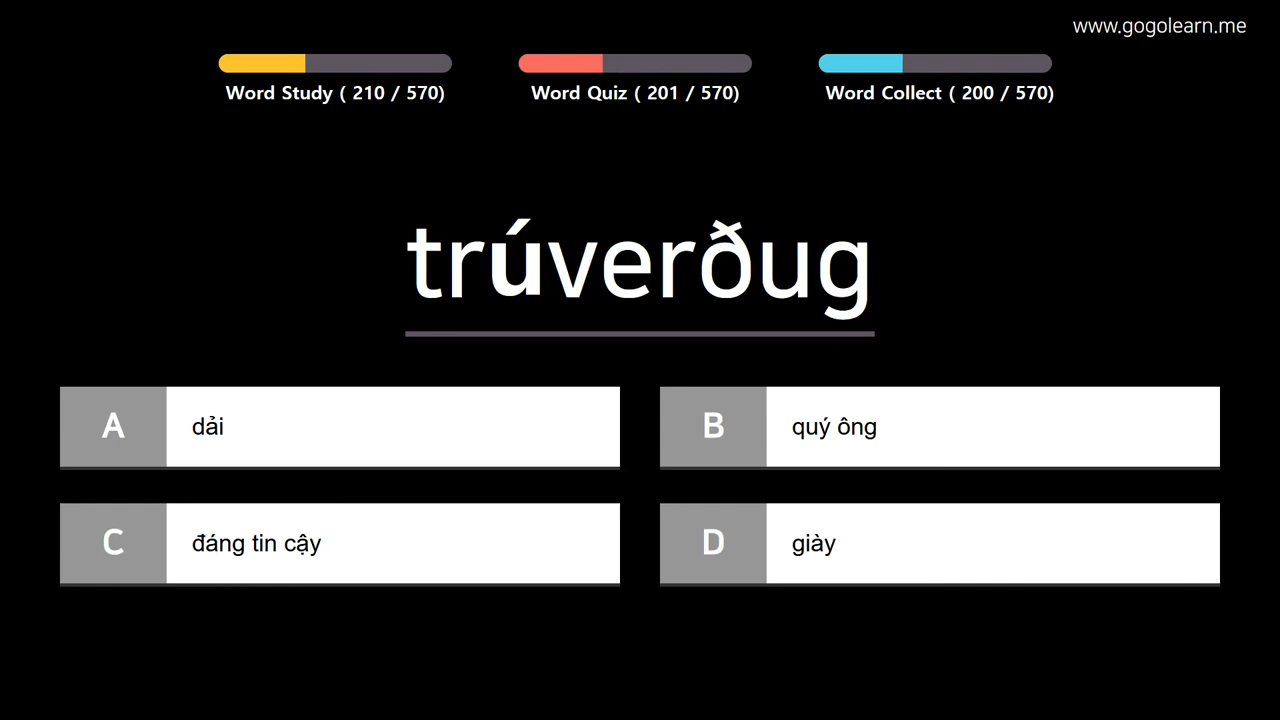 www.gogolearn.me
Word Study ( 210 / 570)
Word Quiz ( 201 / 570)
Word Collect ( 200 / 570)
trúverðug
A dải
B quý ông
C đáng tin cậy
D giày